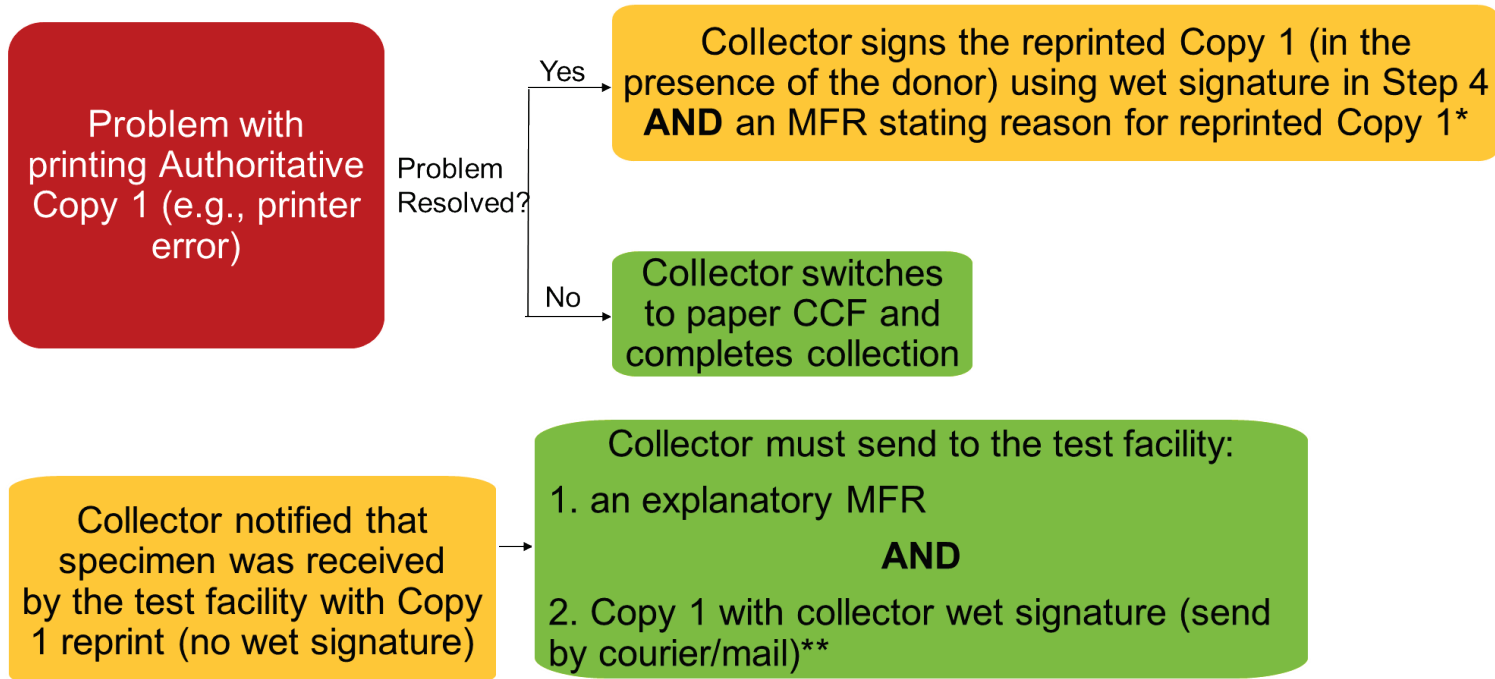 Problem with
printing Authoritative
Copy 1 (e.g., printer
error)
Problem
Resolved?
Yes
Collector signs the reprinted Copy 1 (in the
presence of the donor) using wet signature in Step 4
AND an MFR stating reason for reprinted Copy 1*
No
Collector switches
to paper CCF and
completes collection
Collector notified that
specimen was received
by the test facility with Copy
1 reprint (no wet signature)
Collector must send to the test facility:
1. an explanatory MFR
AND
2. Copy 1 with collector wet signature (send
by courier/mail)**